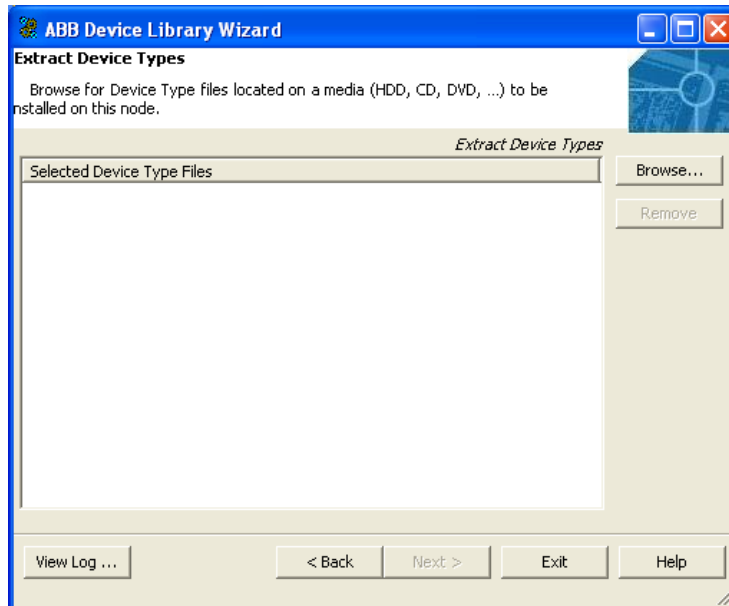 ABB Device Library Wizard
Extract Device Types
Browse for Device Type files located on a media (HDD, CD, DVD, ...) to be
nstalled on this node.
Extract Device Types
Selected Device Type Files
Browse...
Remove
View Log ...
< Back
Next >
Exit
Help